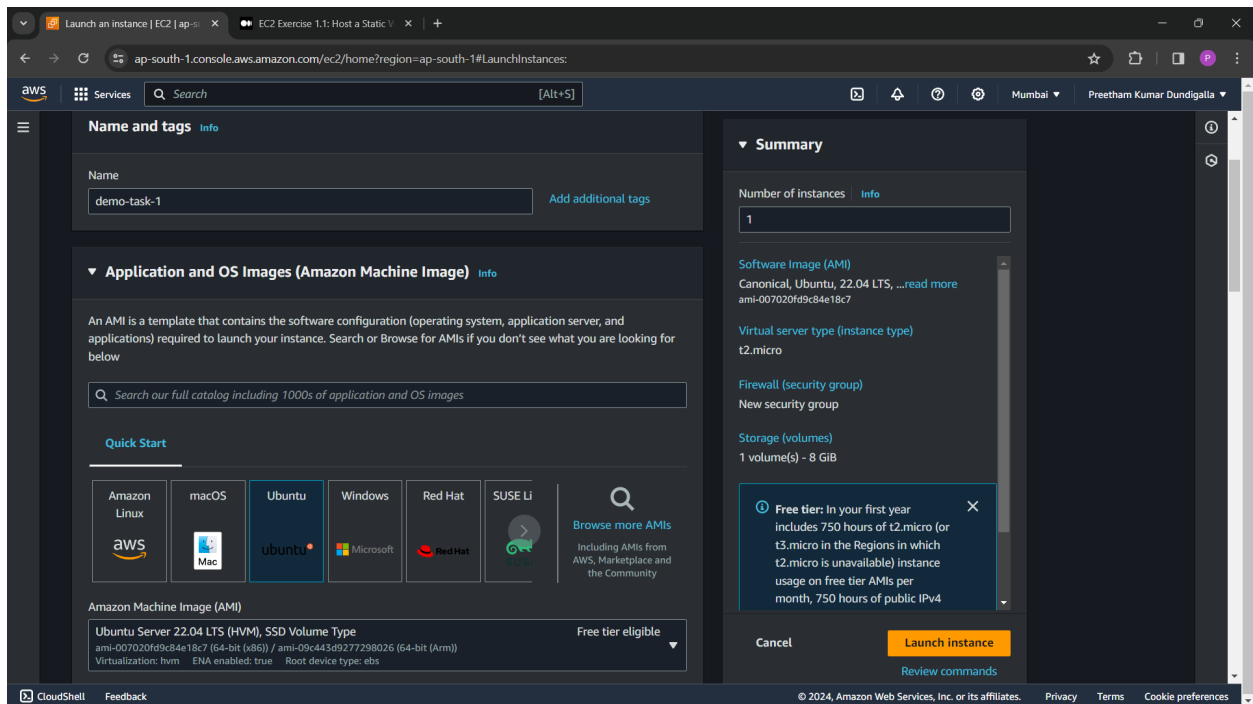 Launch an instance | EC2 | ap-s
EC2 Exercise 1.1: Host a Static V
ap-south-1.console.aws.amazon.com/ec2/home?region=ap-south-1#LaunchInstances:
P
aws
Services
Search
[Alt+S]
Mumbai
Preetham Kumar Dundigalla
Name and tags Info
Name
demo-task-1
Add additional tags
Application and OS Images (Amazon Machine Image) Info
An AMI is a template that contains the software configuration (operating system, application server, and
applications) required to launch your instance. Search or Browse for AMIs if you don't see what you are looking for
below
Search our full catalog including 1000s of application and OS images
Quick Start
Amazon
Linux
aws
macOS
Mac
Ubuntu
ubuntu
Windows
Microsoft
Red Hat
Red Hat
SUSE Li
Browse more AMIs
Including AMIs from
AWS, Marketplace and
the Community
Amazon Machine Image (AMI)
Ubuntu Server 22.04 LTS (HVM), SSD Volume Type
Free tier eligible
ami-007020fd9c84e18c7 (64-bit (x86)) / ami-09c443d9277298026 (64-bit (Arm))
Virtualization: hvm ENA enabled: true Root device type: ebs
Summary
Number of instances Info
1
Software Image (AMI)
Canonical, Ubuntu, 22.04 LTS, ...read more
ami-007020fd9c84e18c7
Virtual server type (instance type)
t2.micro
Firewall (security group)
New security group
Storage (volumes)
1 volume(s) - 8 GiB
Free tier: In your first year
includes 750 hours of t2.micro (or
t3.micro in the Regions in which
t2.micro is unavailable) instance
usage on free tier AMIs per
month, 750 hours of public IPv4
Cancel
Launch instance
Review commands
CloudShell
Feedback
© 2024, Amazon Web Services, Inc. or its affiliates.
Privacy
Terms
Cookie preferences